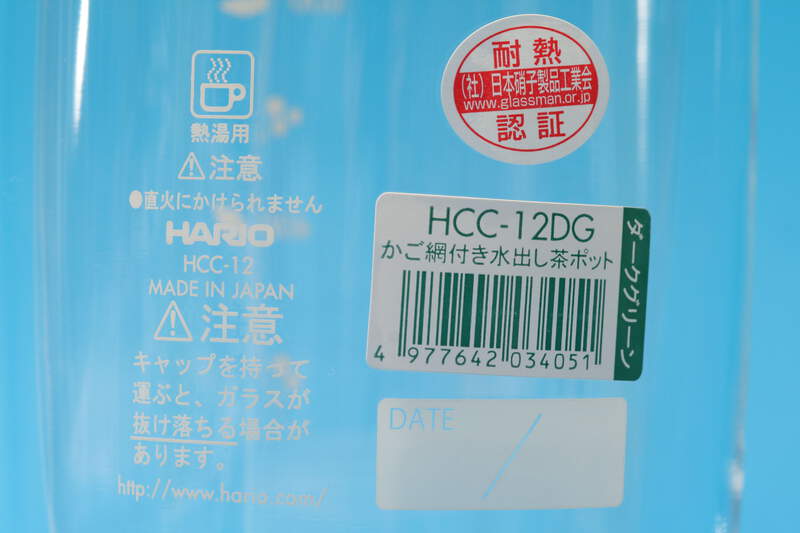 熱湯用
⚠注意
●直火にかけられません
HARIO
HCC-12
MADE IN JAPAN
⚠注意
キャップを持って
運ぶと、ガラスが
抜け落ちる場合が
あります。
http://www.hario.com/
耐熱
(社)日本硝子製品工業会
www.glassman.or.jp
認証
HCC-12DG
かご網付き水出し茶ポット
4 977642 034051
ダークグリーン
DATE /